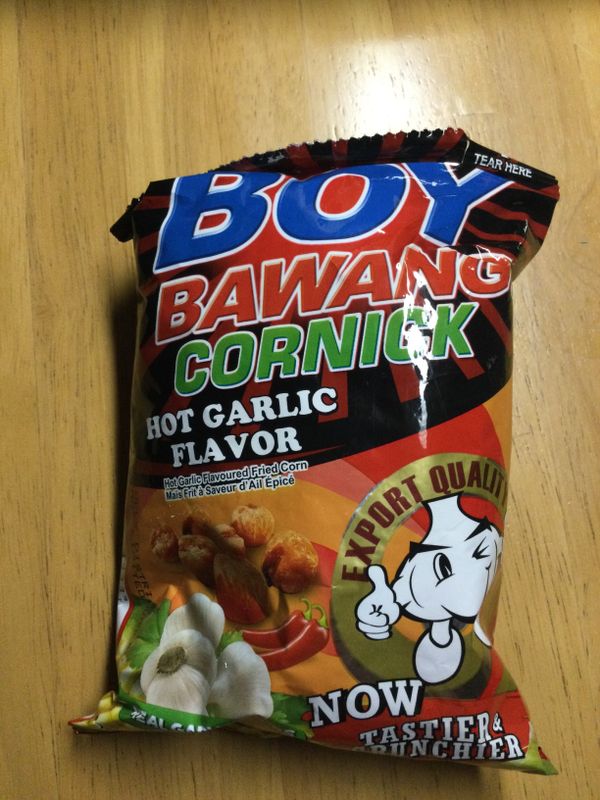 TEAR HERE
BOY
BAWANG
CORNICK
HOT GARLIC
FLAVOR
Hot Garlic Flavoured Fried Corn
Mais Frit à Saveur d'Ail Épicé
EXPORT QUALITY
NOW
TASTIER &
CRUNCHIER